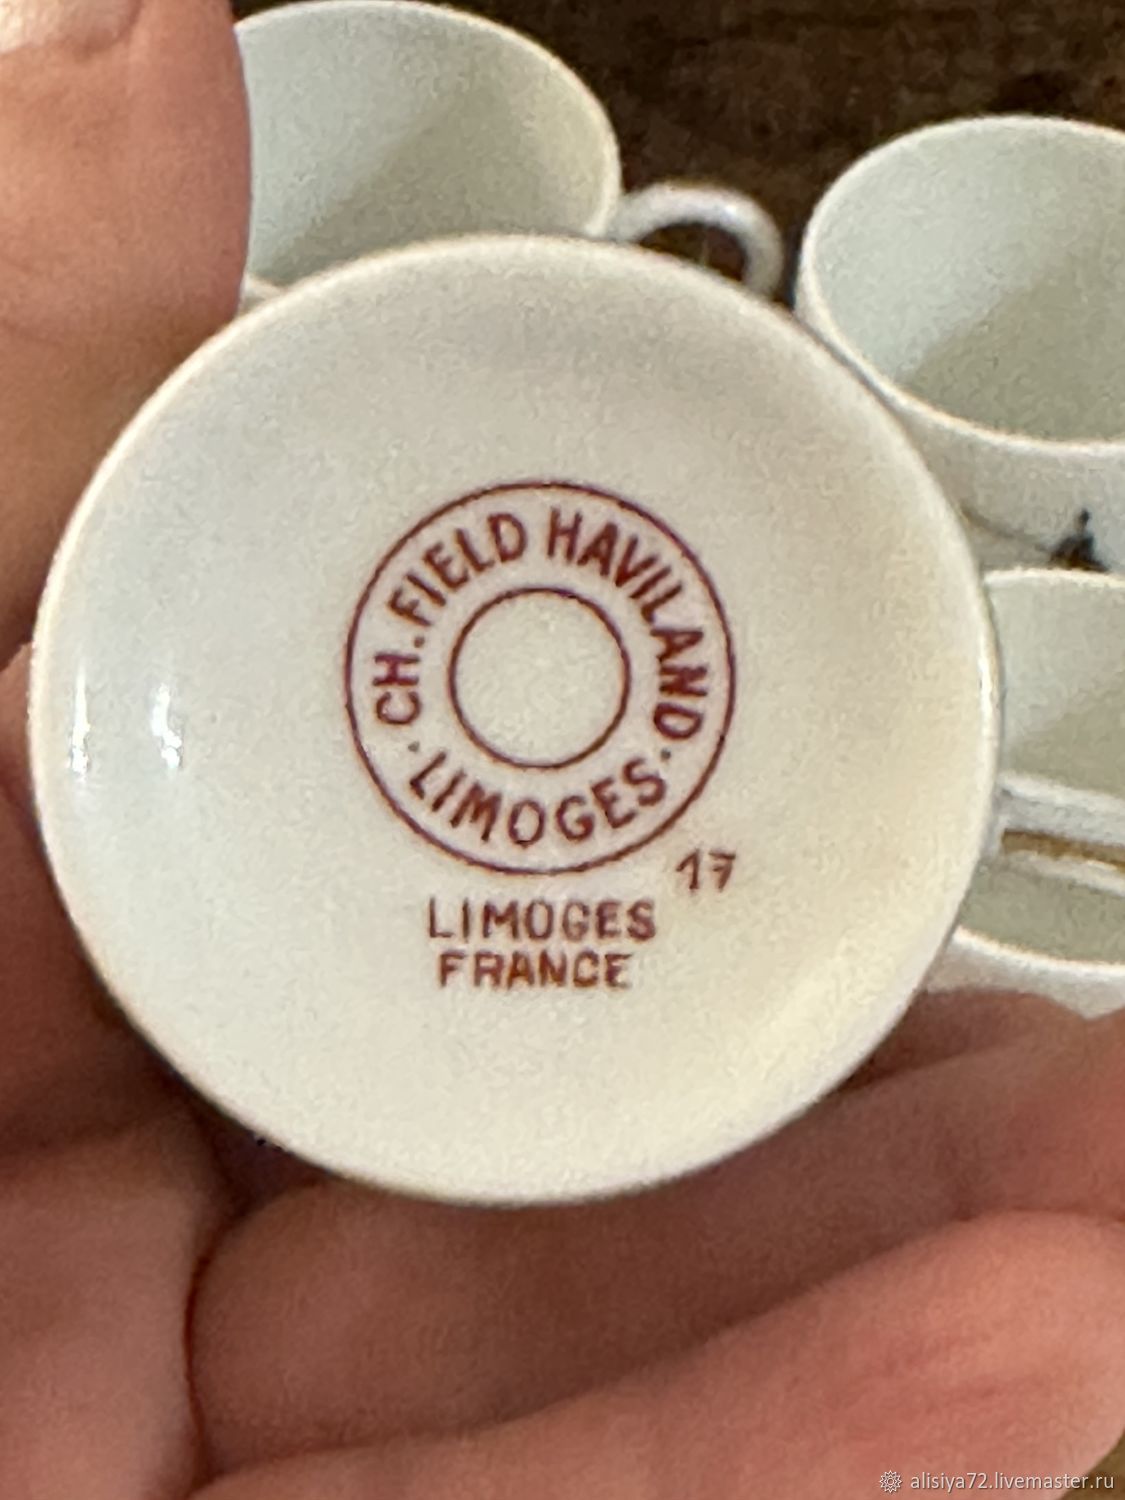 CH. FIELD HAVILAND
· LIMOGES ·
17
LIMOGES
FRANCE
alisiya72.livemaster.ru